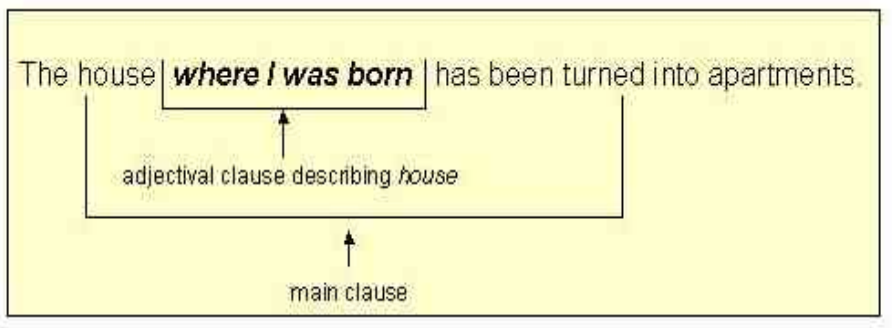 The house where I was born has been turned into apartments.
adjectival clause describing house
main clause